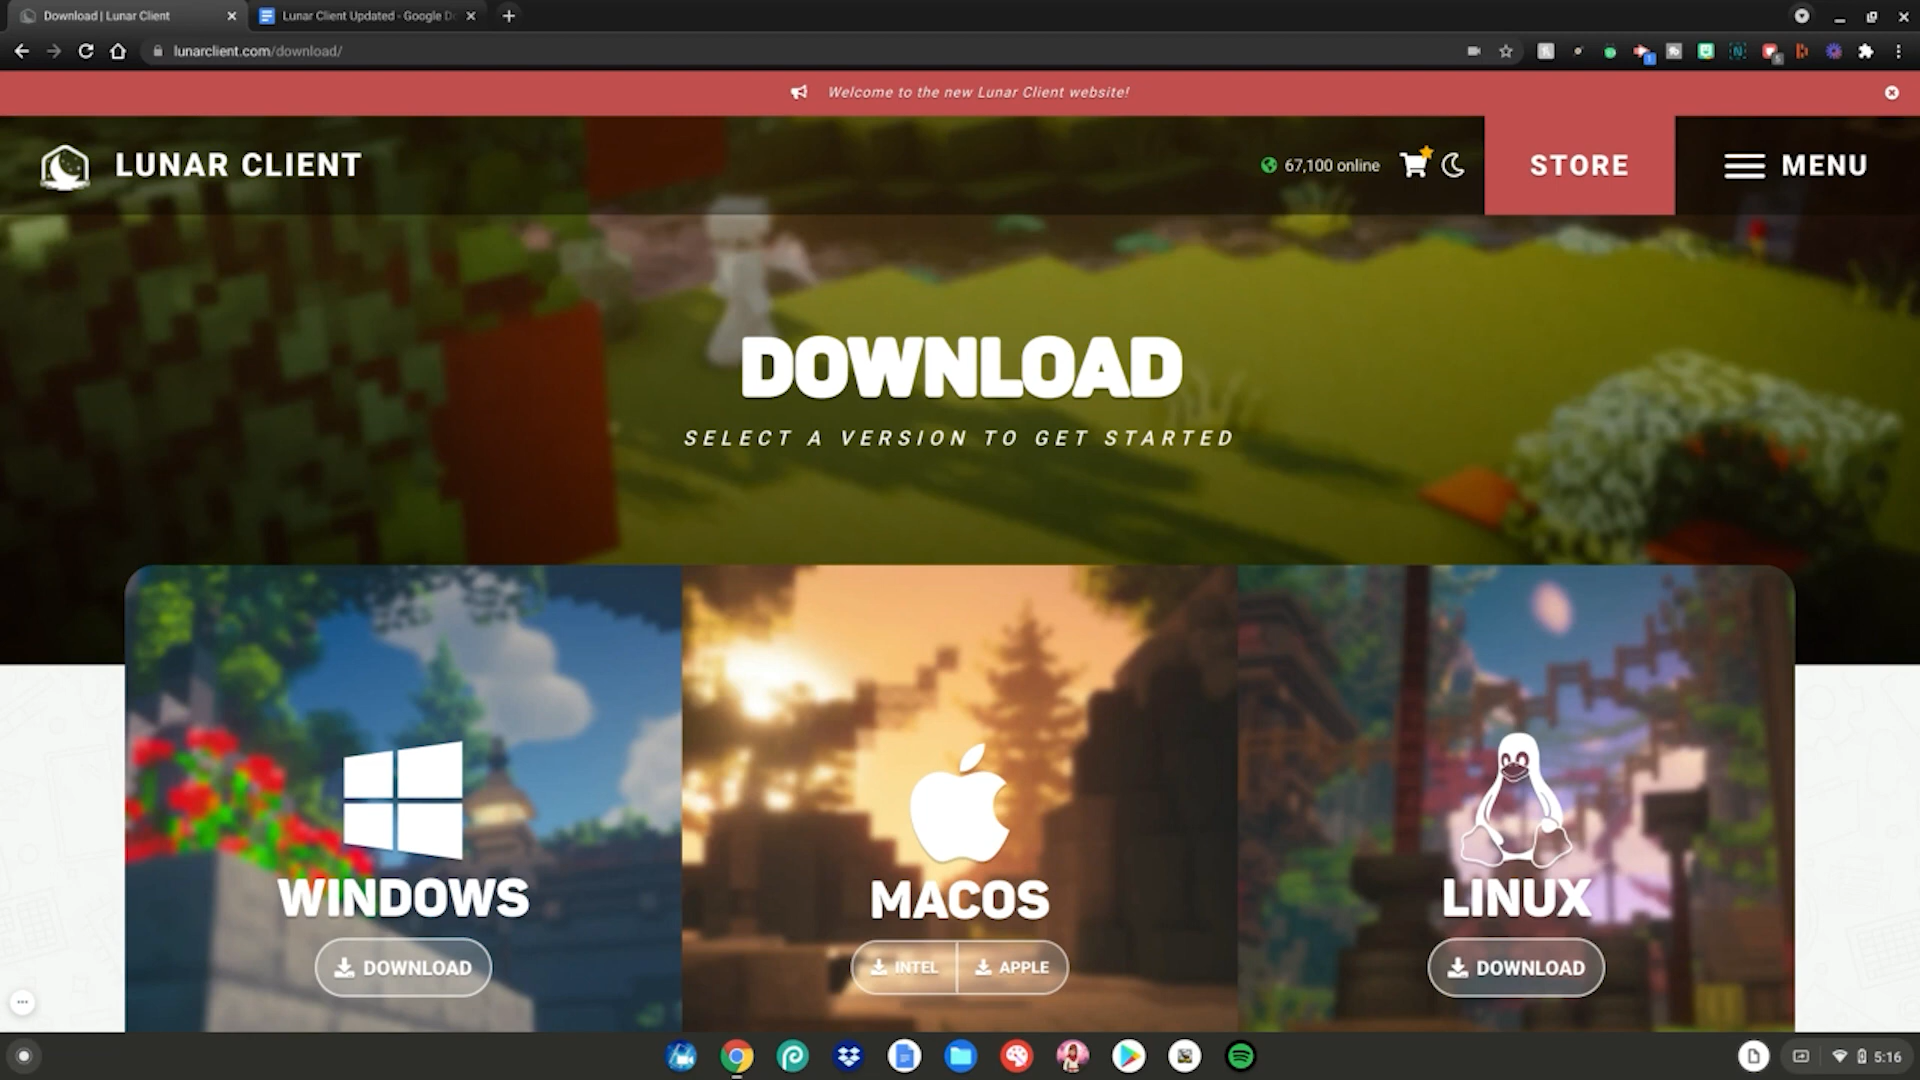 Download | Lunar Client
Lunar Client Updated - Google Do
lunarclient.com/download/
Welcome to the new Lunar Client website!
LUNAR CLIENT
67,100 online
STORE
MENU
DOWNLOAD
SELECT A VERSION TO GET STARTED
WINDOWS
DOWNLOAD
MACOS
INTEL
APPLE
LINUX
DOWNLOAD
5:16